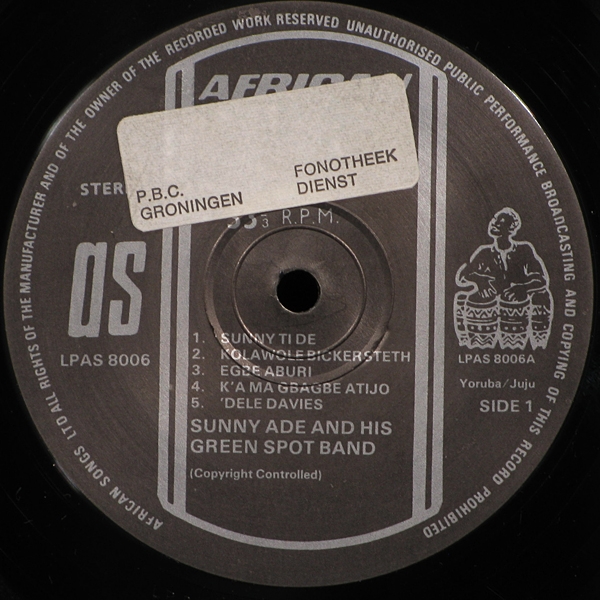 AFRICAN SONGS LTD ALL RIGHTS OF THE MANUFACTURER AND OF THE OWNER OF THE RECORDED WORK RESERVED UNAUTHORISED PUBLIC PERFORMANCE BROADCASTING AND COPYING OF THIS RECORD PROHIBITED
AFRICAN
P.B.C.
GRONINGEN
FONOTHEEK
DIENST
33⅓ R.P.M.
as
LPAS 8006
LPAS 8006A
Yoruba/Juju
SIDE 1
1. SUNNY TI DE
2. KOLAWOLE BICKERSTETH
3. EGBE ABURI
4. K'A MA GBAGBE ATIJO
5. 'DELE DAVIES
SUNNY ADE AND HIS
GREEN SPOT BAND
(Copyright Controlled)